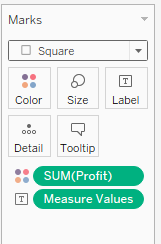 Marks
Square
Color Size Label
Detail Tooltip
SUM(Profit)
T Measure Values